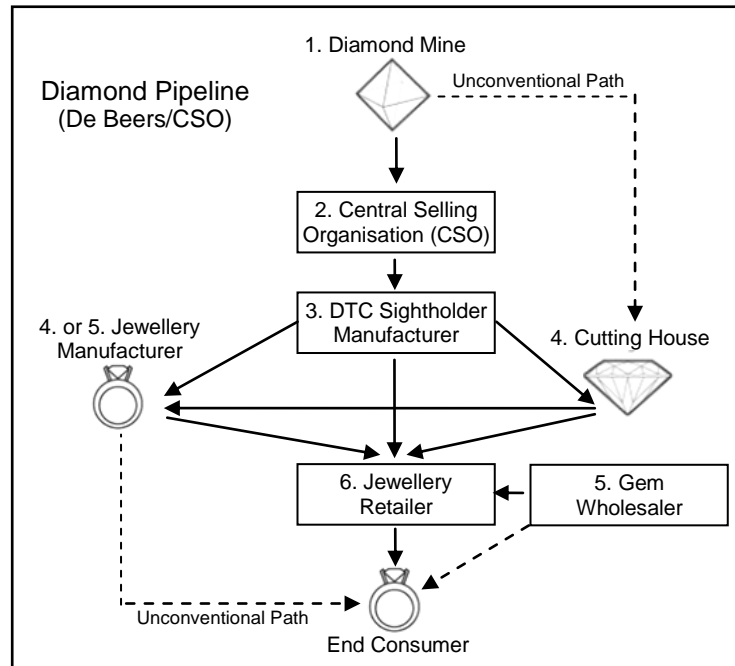 1. Diamond Mine
Unconventional Path
Diamond Pipeline
(De Beers/CSO)
2. Central Selling
Organisation (CSO)
3. DTC Sightholder
Manufacturer
4. or 5. Jewellery
Manufacturer
4. Cutting House
6. Jewellery
Retailer
5. Gem
Wholesaler
Unconventional Path
End Consumer